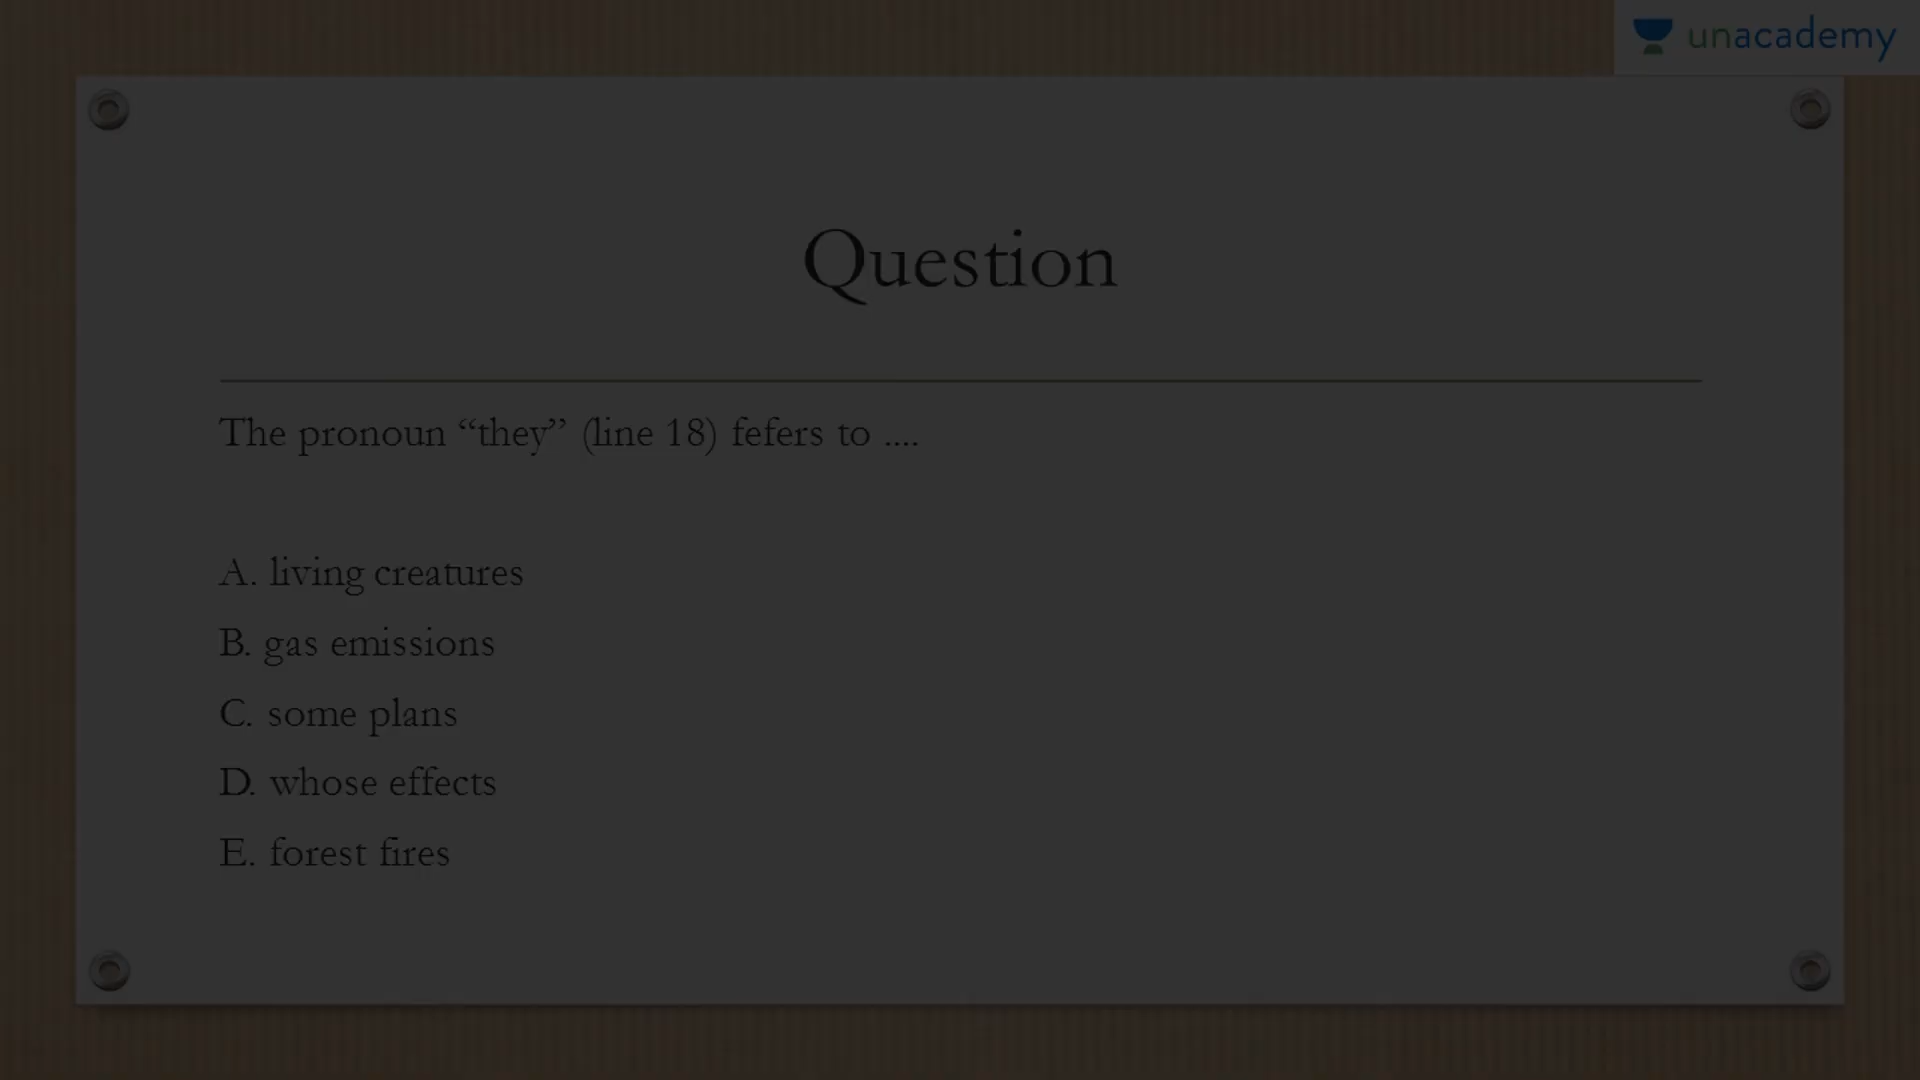 unacademy
Question
The pronoun “they” (line 18) fefers to ....
A. living creatures
B. gas emissions
C. some plans
D. whose effects
E. forest fires